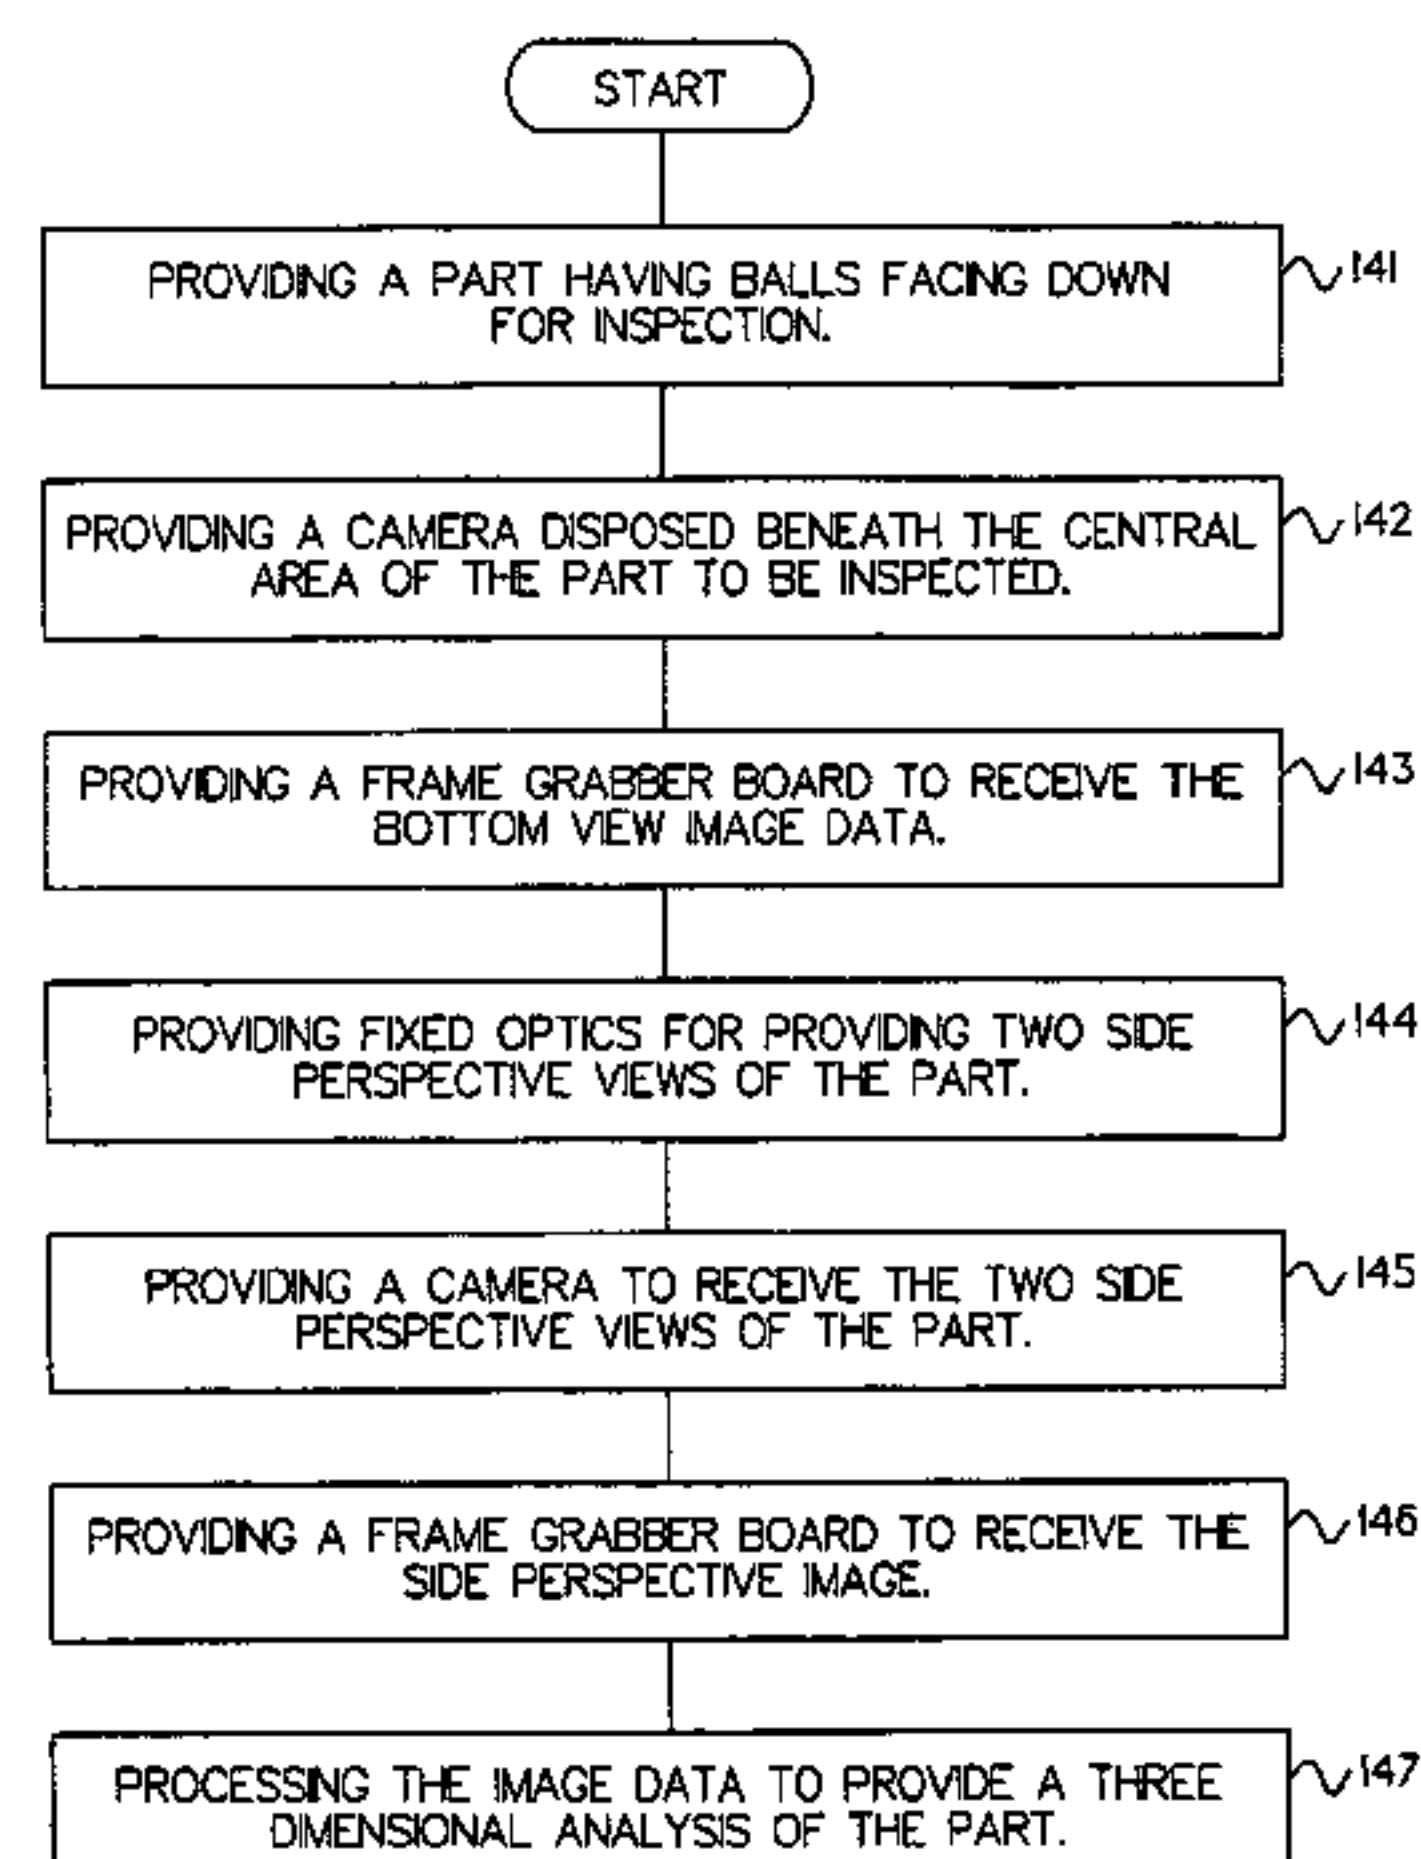 START
PROVIDING A PART HAVING BALLS FACING DOWN
FOR INSPECTION.
141
PROVIDING A CAMERA DISPOSED BENEATH THE CENTRAL
AREA OF THE PART TO BE INSPECTED.
142
PROVIDING A FRAME GRABBER BOARD TO RECEIVE THE
BOTTOM VIEW IMAGE DATA.
143
PROVIDING FIXED OPTICS FOR PROVIDING TWO SIDE
PERSPECTIVE VIEWS OF THE PART.
144
PROVIDING A CAMERA TO RECEIVE THE TWO SIDE
PERSPECTIVE VIEWS OF THE PART.
145
PROVIDING A FRAME GRABBER BOARD TO RECEIVE THE
SIDE PERSPECTIVE IMAGE.
146
PROCESSING THE IMAGE DATA TO PROVIDE A THREE
DIMENSIONAL ANALYSIS OF THE PART.
147